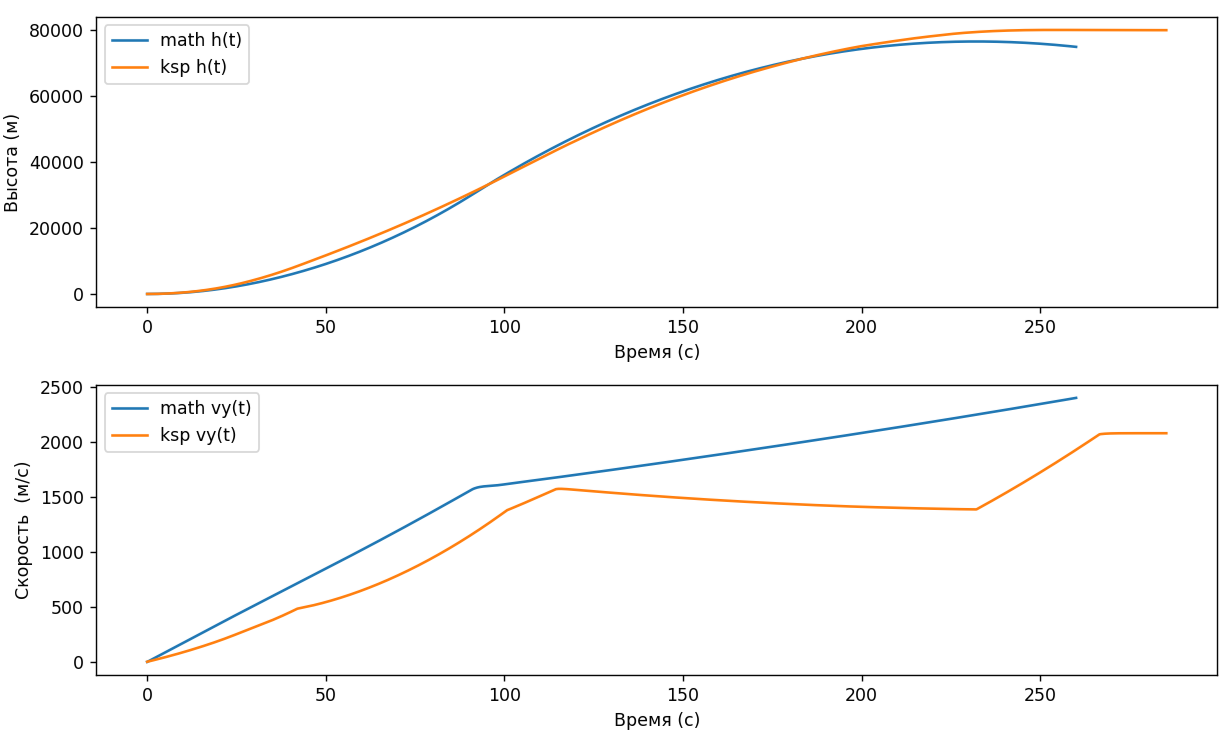 80000
60000
40000
20000
0
Высота (м)
math h(t)
ksp h(t)
0 50 100 150 200 250
Время (с)
2500
2000
1500
1000
500
0
Скорость  (м/с)
math vy(t)
ksp vy(t)
0 50 100 150 200 250
Время (с)